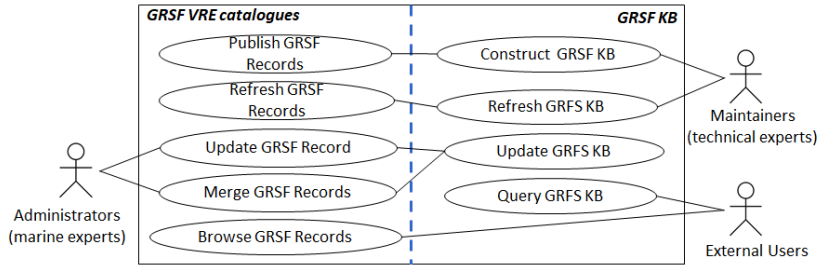 GRSF VRE catalogues
GRSF KB
Publish GRSF
Records
Construct  GRSF KB
Refresh GRSF
Records
Refresh GRFS KB
Maintainers
(technical experts)
Update GRSF Record
Update GRFS KB
Merge GRSF Records
Query GRFS KB
Administrators
(marine experts)
Browse GRSF Records
External Users